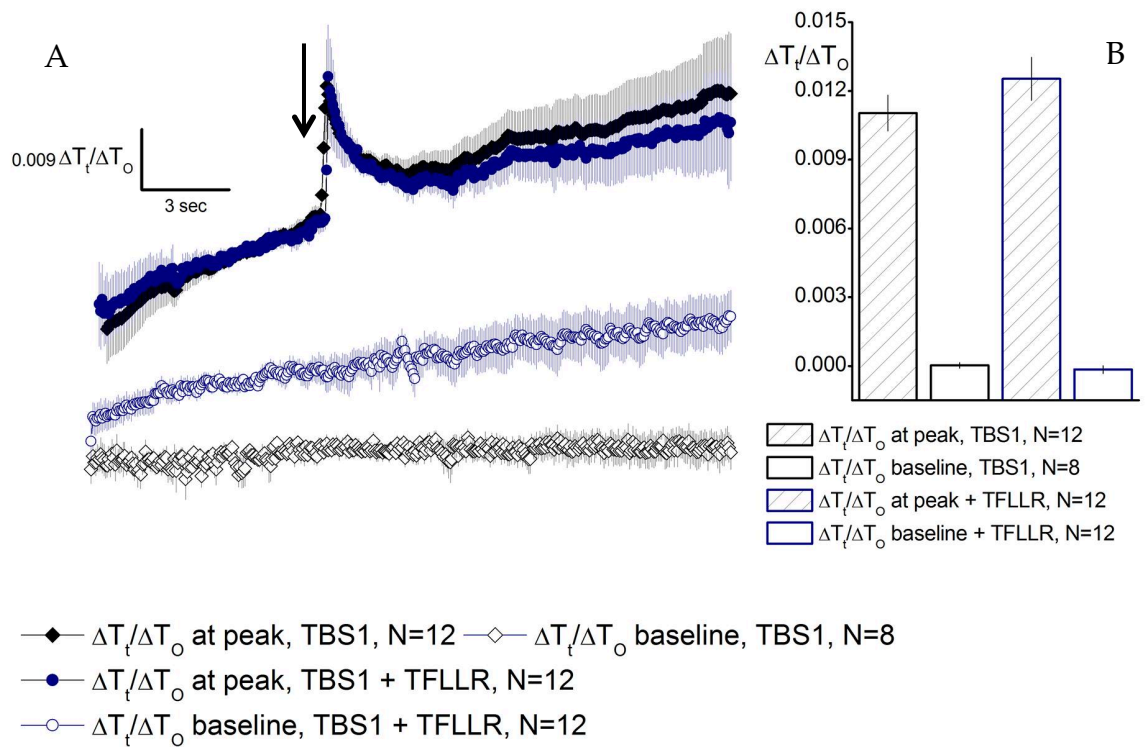 A
0.009 ΔTt/ΔTO
3 sec
B
ΔTt/ΔTO
0.015
0.012
0.009
0.006
0.003
0.000
ΔTt/ΔTO at peak, TBS1, N=12
ΔTt/ΔTO baseline, TBS1, N=8
ΔTt/ΔTO at peak + TFLLR, N=12
ΔTt/ΔTO baseline + TFLLR, N=12
ΔTt/ΔTO at peak, TBS1, N=12 ΔTt/ΔTO baseline, TBS1, N=8
ΔTt/ΔTO at peak, TBS1 + TFLLR, N=12
ΔTt/ΔTO baseline, TBS1 + TFLLR, N=12